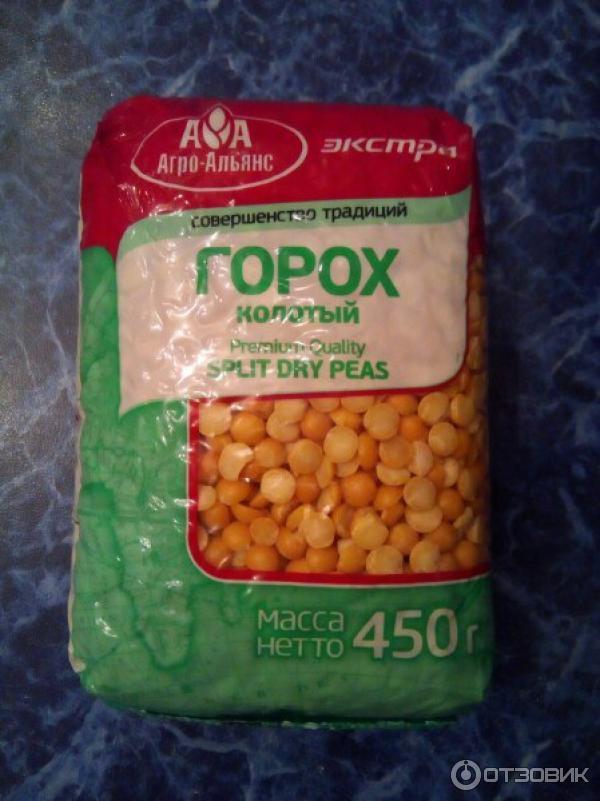 АА
Агро-Альянс
экстра
совершенство традиций
ГОРОХ
колотый
Premium Quality
SPLIT DRY PEAS
масса
нетто 450 г
ОТЗОВИК